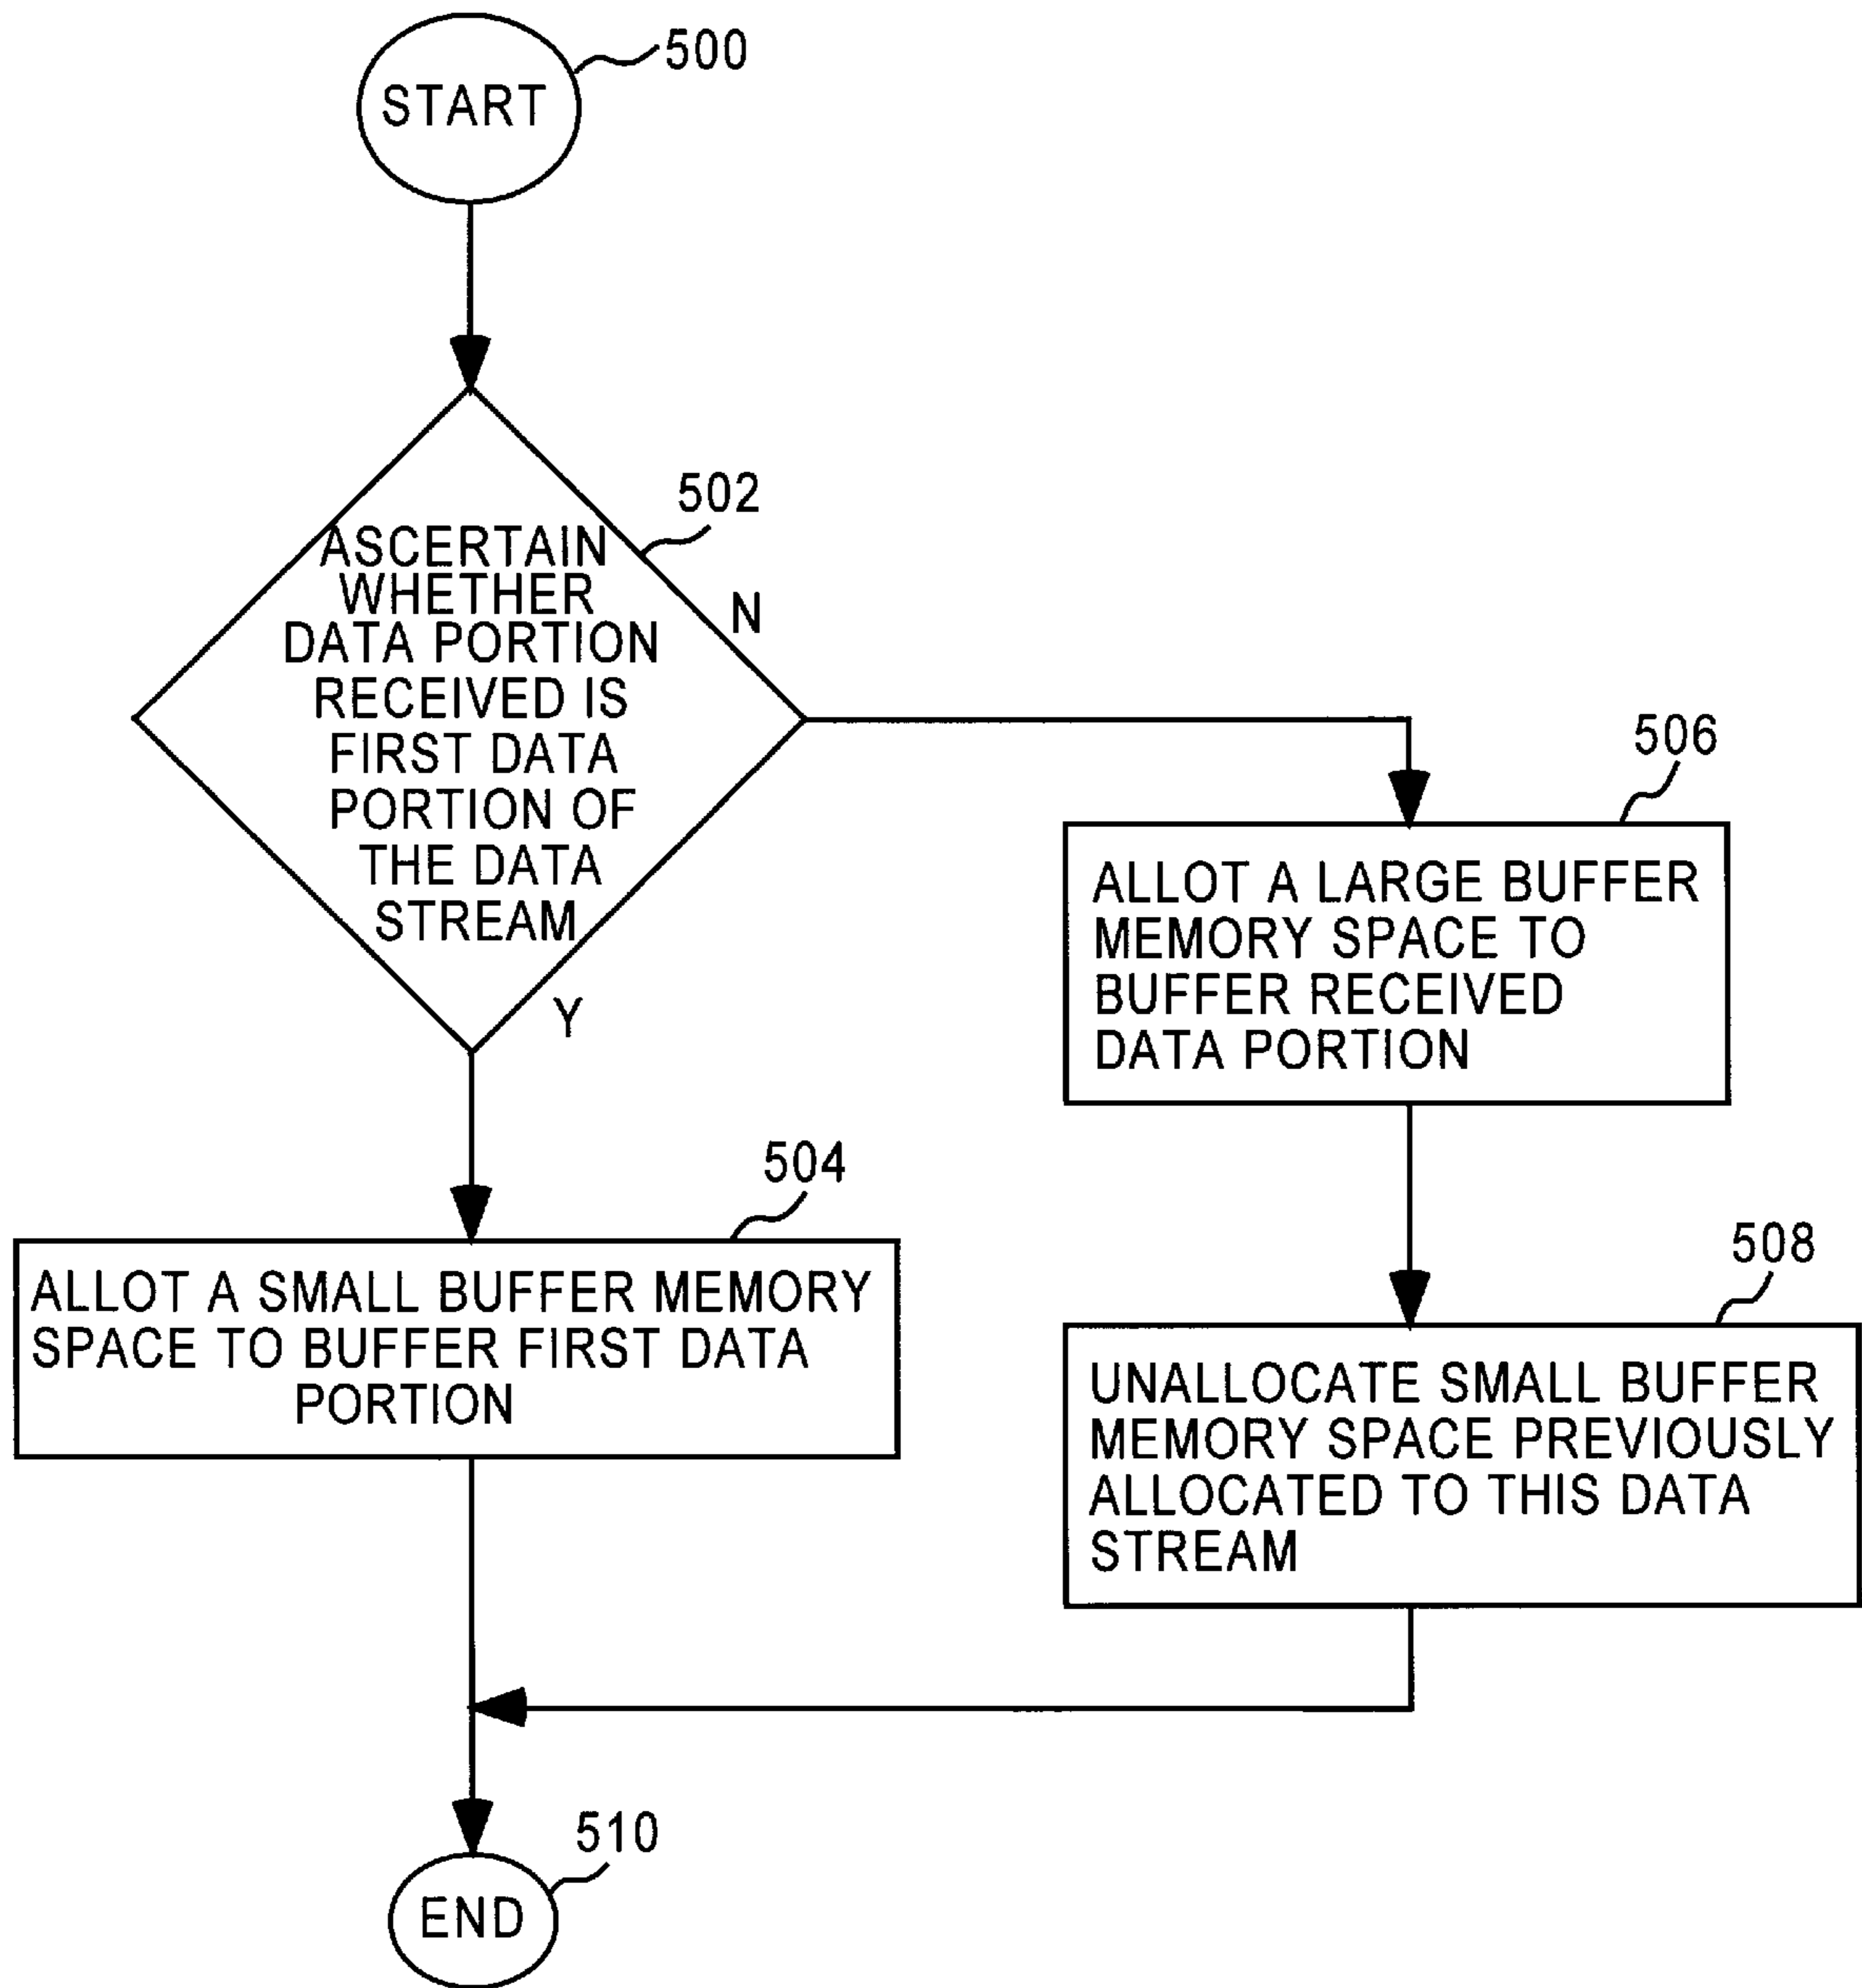 START
500
502
ASCERTAIN
WHETHER
DATA PORTION
RECEIVED IS
FIRST DATA
PORTION OF
THE DATA
STREAM
N
Y
506
ALLOT A LARGE BUFFER
MEMORY SPACE TO
BUFFER RECEIVED
DATA PORTION
504
ALLOT A SMALL BUFFER MEMORY
SPACE TO BUFFER FIRST DATA
PORTION
508
UNALLOCATE SMALL BUFFER
MEMORY SPACE PREVIOUSLY
ALLOCATED TO THIS DATA
STREAM
510
END